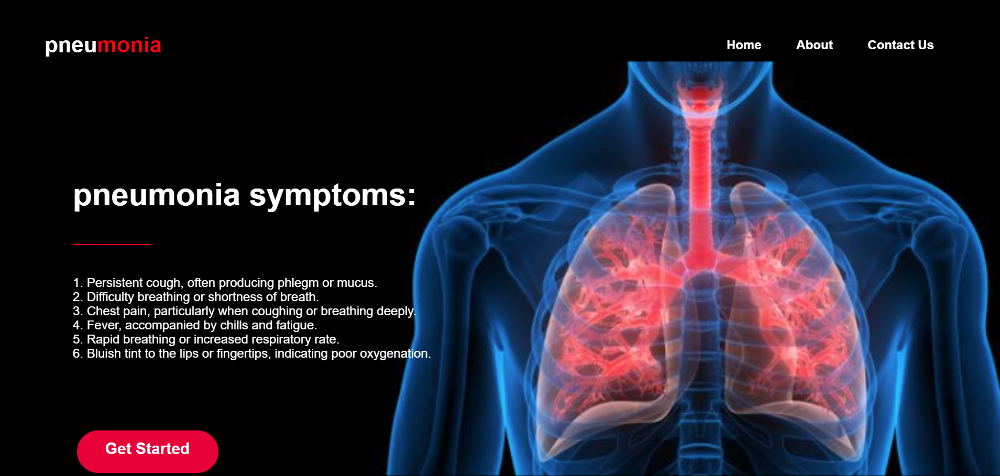 pneumonia
Home About Contact Us
pneumonia symptoms:
1. Persistent cough, often producing phlegm or mucus.
2. Difficulty breathing or shortness of breath.
3. Chest pain, particularly when coughing or breathing deeply.
4. Fever, accompanied by chills and fatigue.
5. Rapid breathing or increased respiratory rate.
6. Bluish tint to the lips or fingertips, indicating poor oxygenation.
Get Started